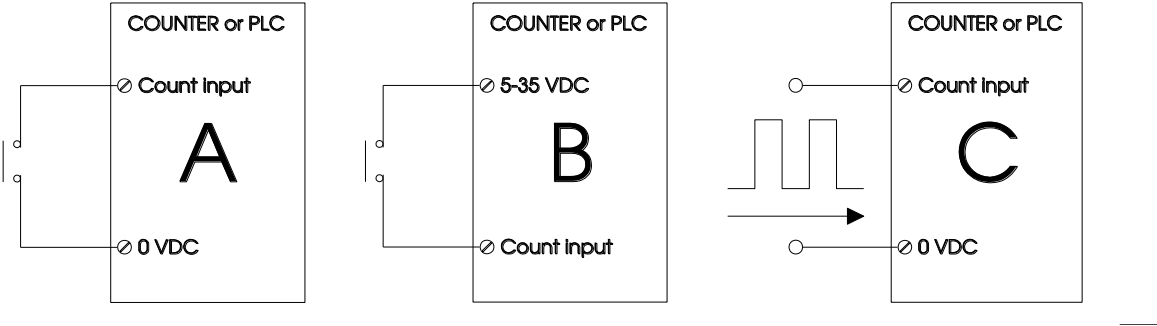 COUNTER or PLC
Count input
A
0 VDC
COUNTER or PLC
5-35 VDC
B
Count input
COUNTER or PLC
Count input
C
0 VDC